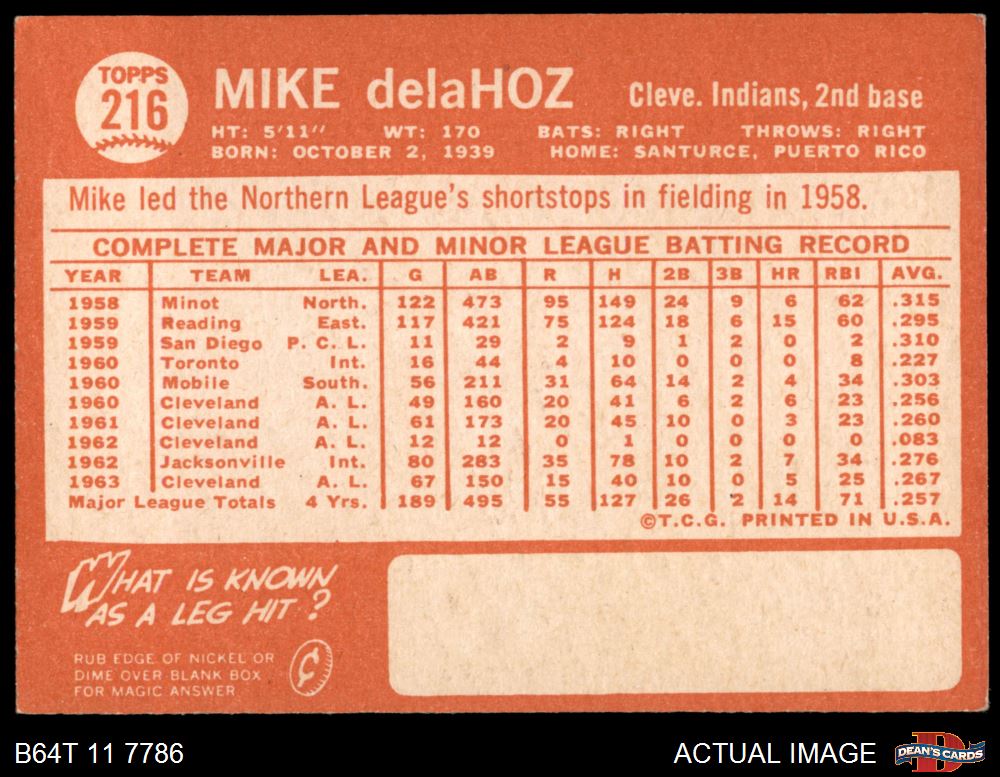 TOPPS
216
MIKE delaHOZ Cleve. Indians, 2nd base
HT: 5'11" WT: 170 BATS: RIGHT THROWS: RIGHT
BORN: OCTOBER 2, 1939 HOME: SANTURCE, PUERTO RICO
Mike led the Northern League's shortstops in fielding in 1958.
COMPLETE MAJOR AND MINOR LEAGUE BATTING RECORD
YEAR TEAM LEA. G AB R H 2B 3B HR RBI AVG.
1958 Minot North. 122 473 95 149 24 9 6 62 .315
1959 Reading East. 117 421 75 124 18 6 15 60 .295
1959 San Diego P. C. L. 11 29 2 9 1 2 0 2 .310
1960 Toronto Int. 16 44 4 10 0 0 0 8 .227
1960 Mobile South. 56 211 31 64 14 2 4 34 .303
1960 Cleveland A. L. 49 160 20 41 6 2 6 23 .256
1961 Cleveland A. L. 61 173 20 45 10 0 3 23 .260
1962 Cleveland A. L. 12 12 0 1 0 0 0 0 .083
1962 Jacksonville Int. 80 283 35 78 10 2 7 34 .276
1963 Cleveland A. L. 67 150 15 40 10 0 5 25 .267
Major League Totals 4 Yrs. 189 495 55 127 26 2 14 71 .257
©T.C.G. PRINTED IN U.S.A.
WHAT IS KNOWN
AS A LEG HIT?
RUB EDGE OF NICKEL OR
DIME OVER BLANK BOX
FOR MAGIC ANSWER
¢
B64T 11 7786 ACTUAL IMAGE D DEAN'S CARDS